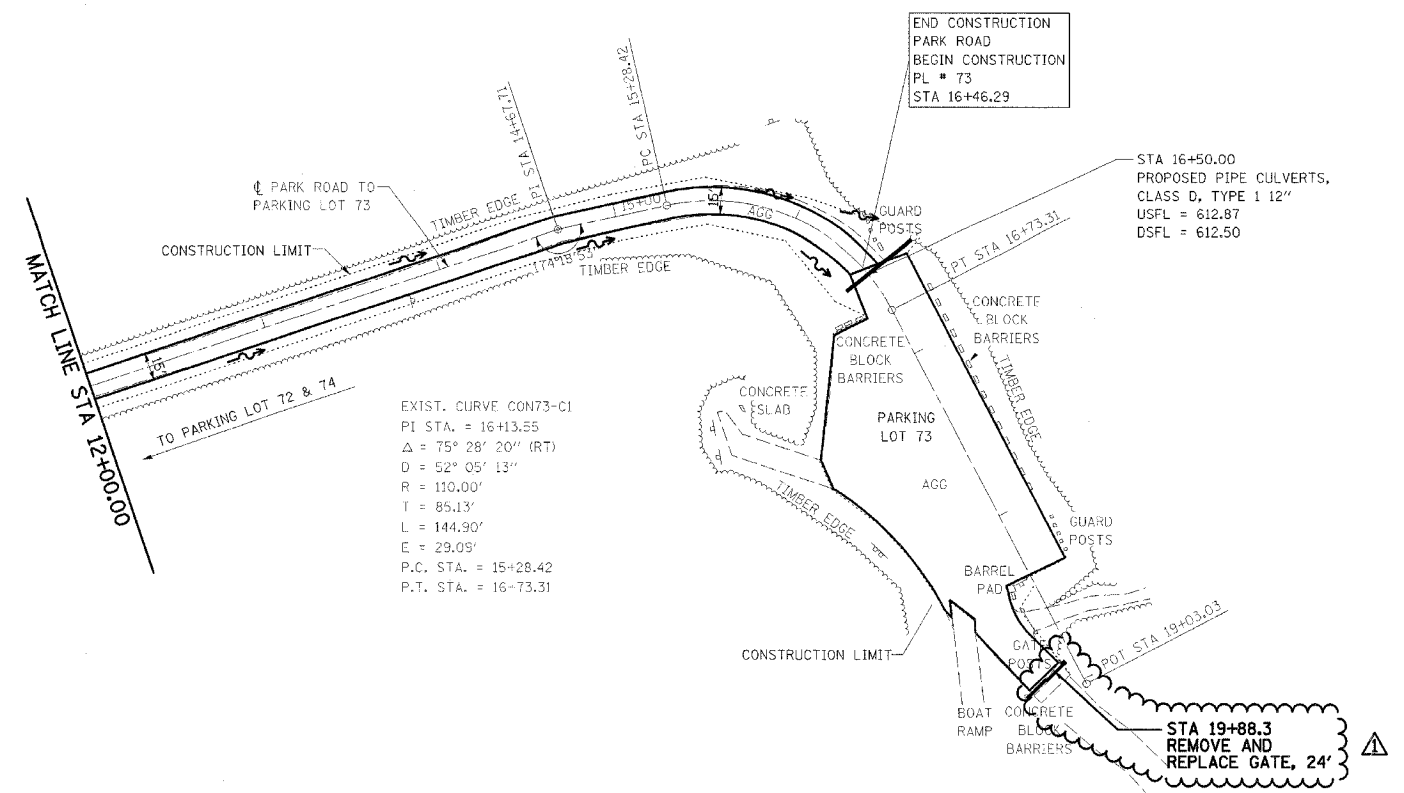 END CONSTRUCTION
PARK ROAD
BEGIN CONSTRUCTION
PL # 73
STA 16+46.29
PI STA 14+67.71
PC STA 15+28.42
STA 16+50.00
PROPOSED PIPE CULVERTS,
CLASS D, TYPE 1 12"
USFL = 612.87
DSFL = 612.50
℄ PARK ROAD TO
PARKING LOT 73
TIMBER EDGE
15+00
15'
AGG
GUARD
POSTS
PT STA 16+73.31
CONSTRUCTION LIMIT
174°18'53"
TIMBER EDGE
MATCH LINE STA 12+00.00
15'
TO PARKING LOT 72 & 74
CONCRETE
BLOCK
BARRIERS
CONCRETE
BLOCK
BARRIERS
TIMBER EDGE
CONCRETE
SLAB
PARKING
LOT 73
AGG
EXIST. CURVE CON73-C1
PI STA. = 16+13.55
Δ = 75° 28' 20" (RT)
D = 52° 05' 13"
R = 110.00'
T = 85.13'
L = 144.90'
E = 29.09'
P.C. STA. = 15+28.42
P.T. STA. = 16+73.31
TIMBER EDGE
GUARD
POSTS
BARREL
PAD
GATE
POSTS
POT STA 19+03.03
CONSTRUCTION LIMIT
BOAT
RAMP
CONCRETE
BLOCK
BARRIERS
STA 19+88.3
REMOVE AND
REPLACE GATE, 24'
1